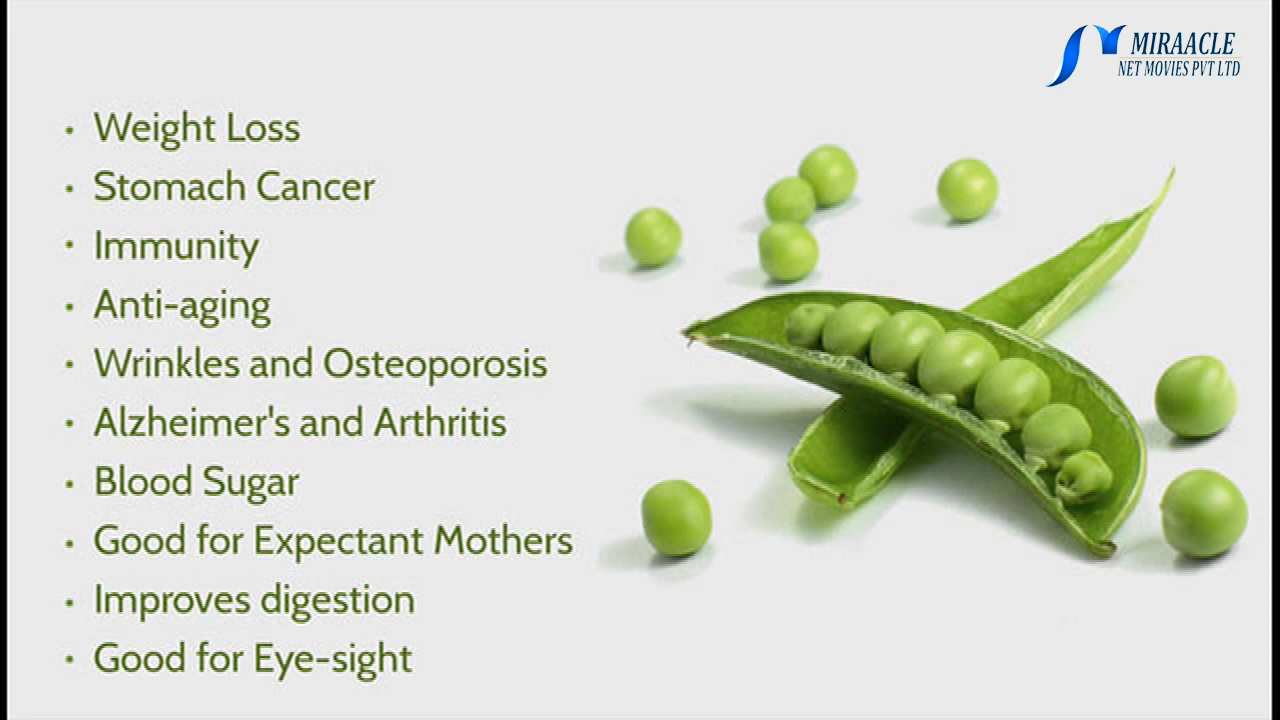 MIRAACLE
NET MOVIES PVT LTD
• Weight Loss
• Stomach Cancer
• Immunity
• Anti-aging
• Wrinkles and Osteoporosis
• Alzheimer's and Arthritis
• Blood Sugar
• Good for Expectant Mothers
• Improves digestion
• Good for Eye-sight